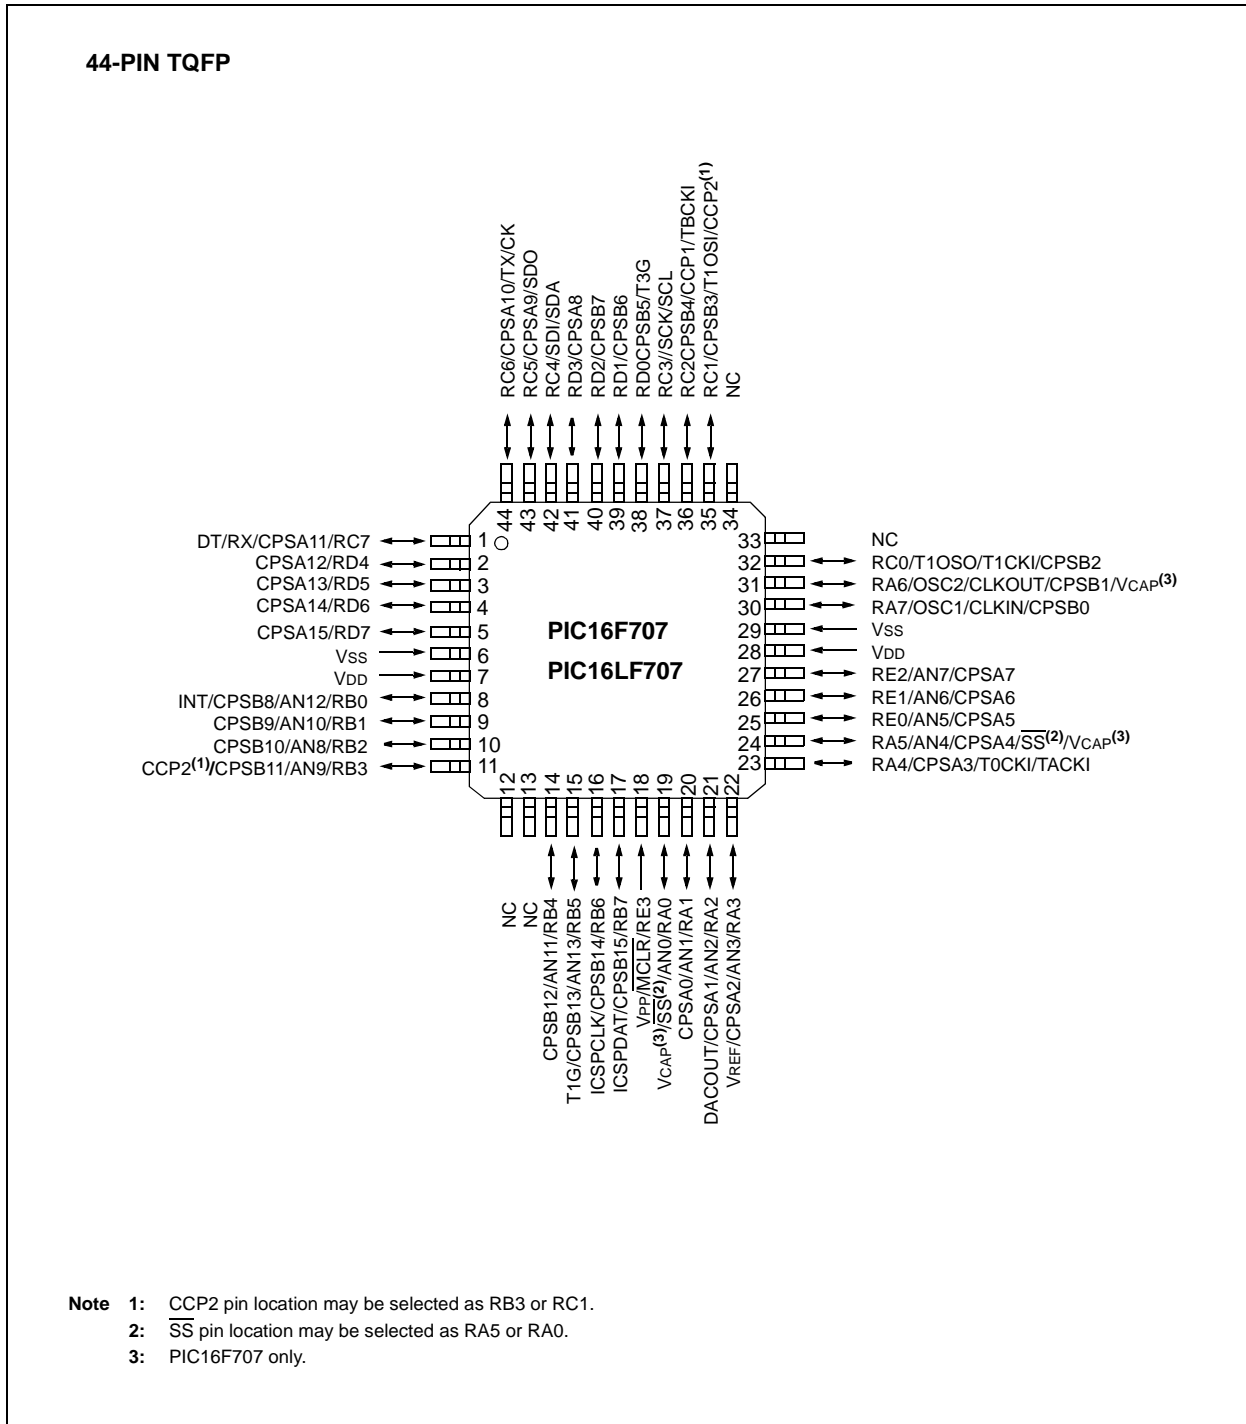 44-PIN TQFP
RC6/CPSA10/TX/CK
RC5/CPSA9/SDO
RC4/SDI/SDA
RD3/CPSA8
RD2/CPSB7
RD1/CPSB6
RD0CPSB5/T3G
RC3//SCK/SCL
RC2CPSB4/CCP1/TBCKI
RC1/CPSB3/T1OSI/CCP2(1)
NC
44
43
42
41
40
39
38
37
36
35
34
DT/RX/CPSA11/RC7 1
CPSA12/RD4 2
CPSA13/RD5 3
CPSA14/RD6 4
CPSA15/RD7 5
VSS 6
VDD 7
INT/CPSB8/AN12/RB0 8
CPSB9/AN10/RB1 9
CPSB10/AN8/RB2 10
CCP2(1)/CPSB11/AN9/RB3 11
PIC16F707
PIC16LF707
33 NC
32 RC0/T1OSO/T1CKI/CPSB2
31 RA6/OSC2/CLKOUT/CPSB1/VCAP(3)
30 RA7/OSC1/CLKIN/CPSB0
29 VSS
28 VDD
27 RE2/AN7/CPSA7
26 RE1/AN6/CPSA6
25 RE0/AN5/CPSA5
24 RA5/AN4/CPSA4/SS(2)/VCAP(3)
23 RA4/CPSA3/T0CKI/TACKI
12
13
14
15
16
17
18
19
20
21
22
NC
NC
CPSB12/AN11/RB4
T1G/CPSB13/AN13/RB5
ICSPCLK/CPSB14/RB6
ICSPDAT/CPSB15/RB7
VPP/MCLR/RE3
VCAP(3)/SS(2)/AN0/RA0
CPSA0/AN1/RA1
DACOUT/CPSA1/AN2/RA2
VREF/CPSA2/AN3/RA3
Note 1: CCP2 pin location may be selected as RB3 or RC1.
2: SS pin location may be selected as RA5 or RA0.
3: PIC16F707 only.